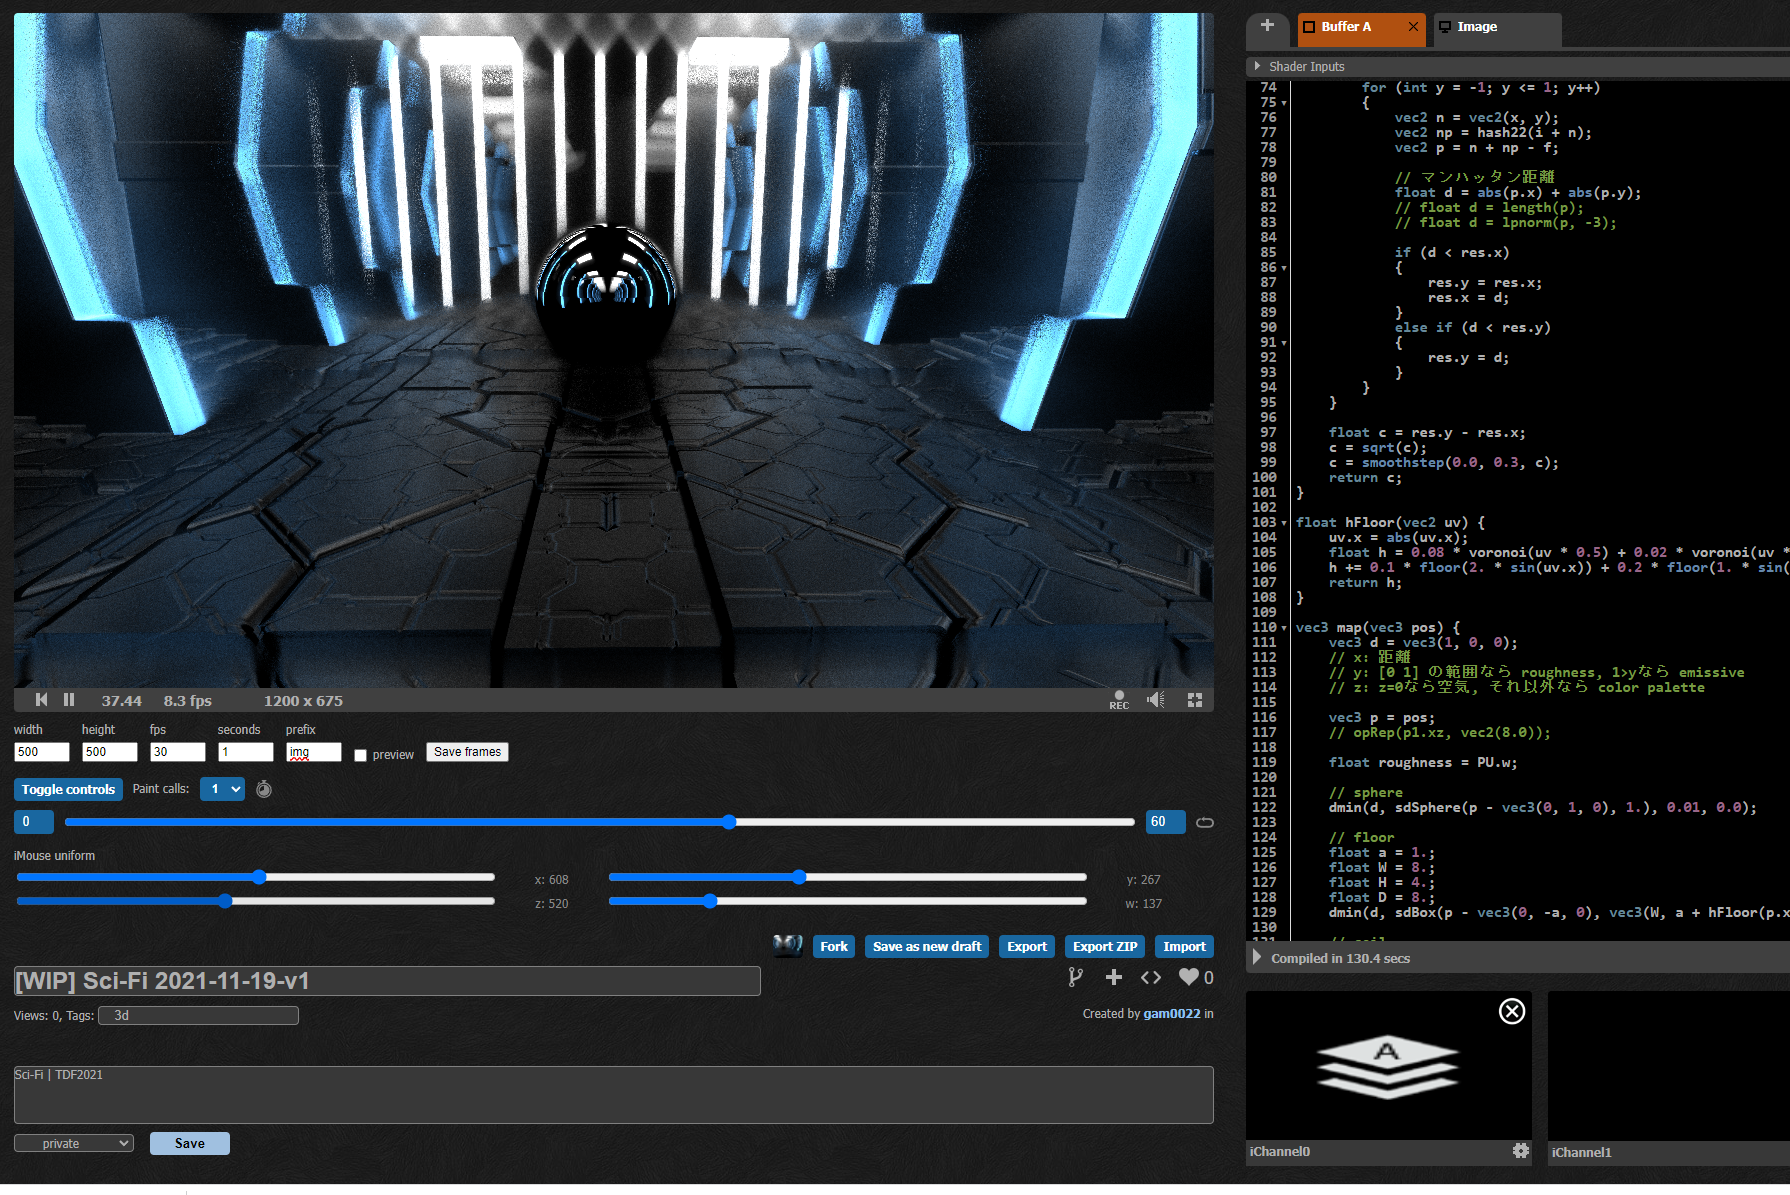 37.44 8.3 fps 1200 x 675 REC
width height fps seconds prefix
500 500 30 1 img preview Save frames
Toggle controls Paint calls: 1
0 60
iMouse uniform
x: 608 y: 267
z: 520 w: 137
Fork Save as new draft Export Export ZIP Import
[WIP] Sci-Fi 2021-11-19-v1 0
Views: 0, Tags: 3d Created by gam0022 in
Sci-Fi | TDF2021
private Save
+ Buffer A Image
Shader Inputs
74 for (int y = -1; y <= 1; y++)
75 {
76 vec2 n = vec2(x, y);
77 vec2 np = hash22(i + n);
78 vec2 p = n + np - f;
79
80 // マンハッタン距離
81 float d = abs(p.x) + abs(p.y);
82 // float d = length(p);
83 // float d = lpnorm(p, -3);
84
85 if (d < res.x)
86 {
87 res.y = res.x;
88 res.x = d;
89 }
90 else if (d < res.y)
91 {
92 res.y = d;
93 }
94 }
95 }
96
97 float c = res.y - res.x;
98 c = sqrt(c);
99 c = smoothstep(0.0, 0.3, c);
100 return c;
101 }
102
103 float hFloor(vec2 uv) {
104 uv.x = abs(uv.x);
105 float h = 0.08 * voronoi(uv * 0.5) + 0.02 * voronoi(uv *
106 h += 0.1 * floor(2. * sin(uv.x)) + 0.2 * floor(1. * sin(
107 return h;
108 }
109
110 vec3 map(vec3 pos) {
111 vec3 d = vec3(1, 0, 0);
112 // x: 距離
113 // y: [0 1] の範囲なら roughness, 1>yなら emissive
114 // z: z=0なら空気, それ以外なら color palette
115
116 vec3 p = pos;
117 // opRep(p1.xz, vec2(8.0));
118
119 float roughness = PU.w;
120
121 // sphere
122 dmin(d, sdSphere(p - vec3(0, 1, 0), 1.), 0.01, 0.0);
123
124 // floor
125 float a = 1.;
126 float W = 8.;
127 float H = 4.;
128 float D = 8.;
129 dmin(d, sdBox(p - vec3(0, -a, 0), vec3(W, a + hFloor(p.x
130
Compiled in 130.4 secs
A
iChannel0 iChannel1